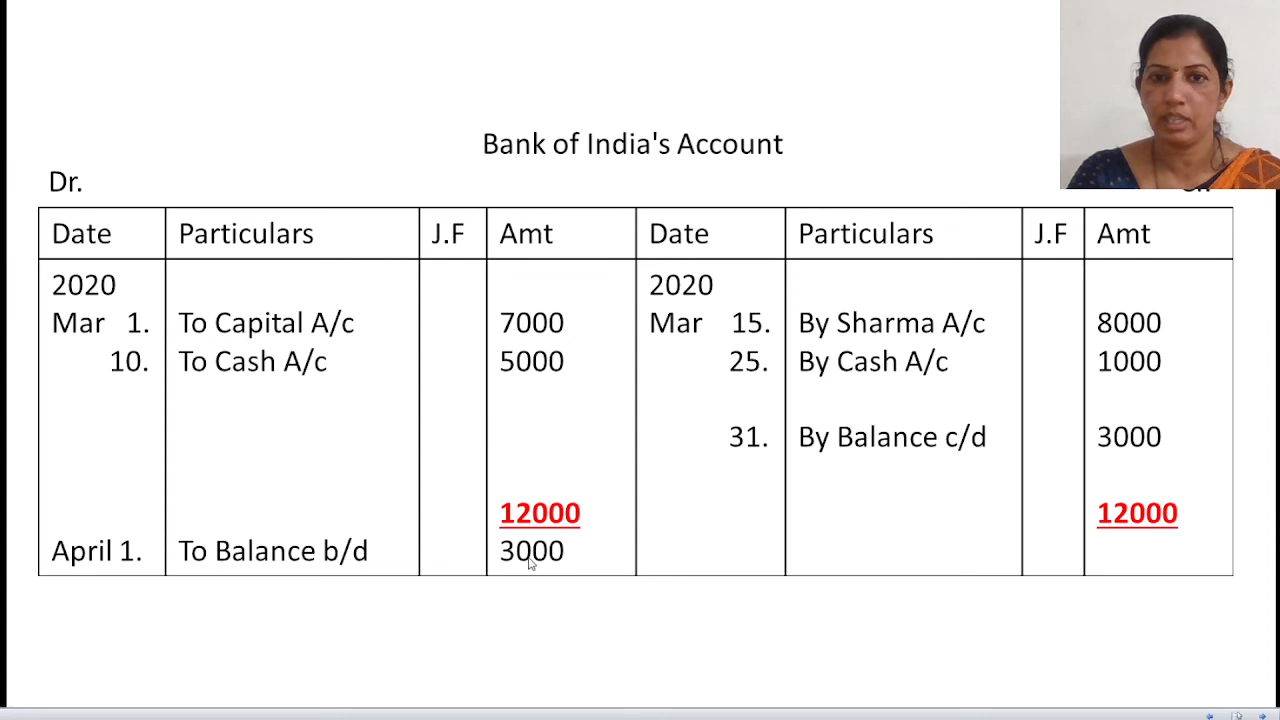 Bank of India's Account
Dr.
Date Particulars J.F Amt Date Particulars J.F Amt
2020 2020
Mar 1. To Capital A/c 7000 Mar 15. By Sharma A/c 8000
10. To Cash A/c 5000 25. By Cash A/c 1000
31. By Balance c/d 3000
12000 12000
April 1. To Balance b/d 3000